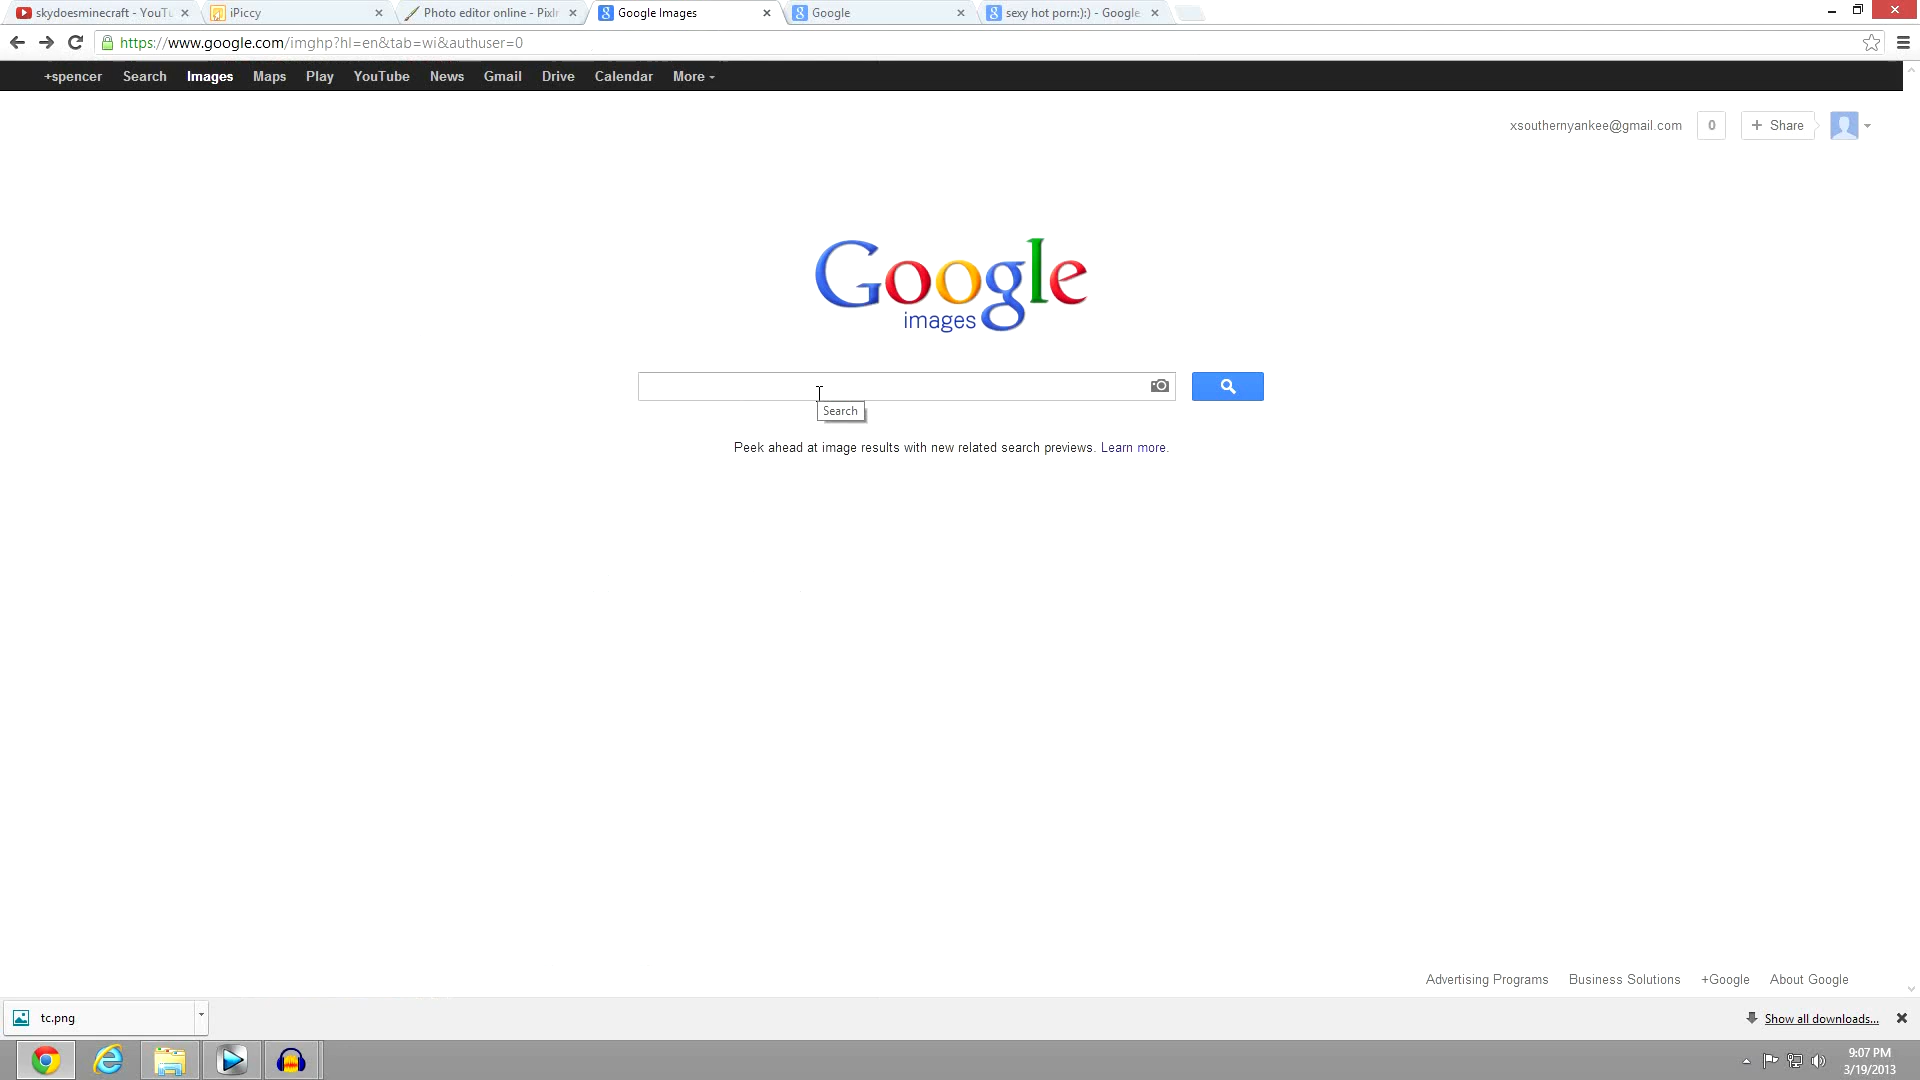 skydoesminecraft - YouTu
iPiccy
Photo editor online - Pixlr
Google Images
Google
sexy hot porn:):) - Google
https://www.google.com/imghp?hl=en&tab=wi&authuser=0
+spencer Search Images Maps Play YouTube News Gmail Drive Calendar More
xsouthernyankee@gmail.com 0 + Share
Google
images
Search
Peek ahead at image results with new related search previews. Learn more.
Advertising Programs Business Solutions +Google About Google
tc.png
Show all downloads...
9:07 PM
3/19/2013